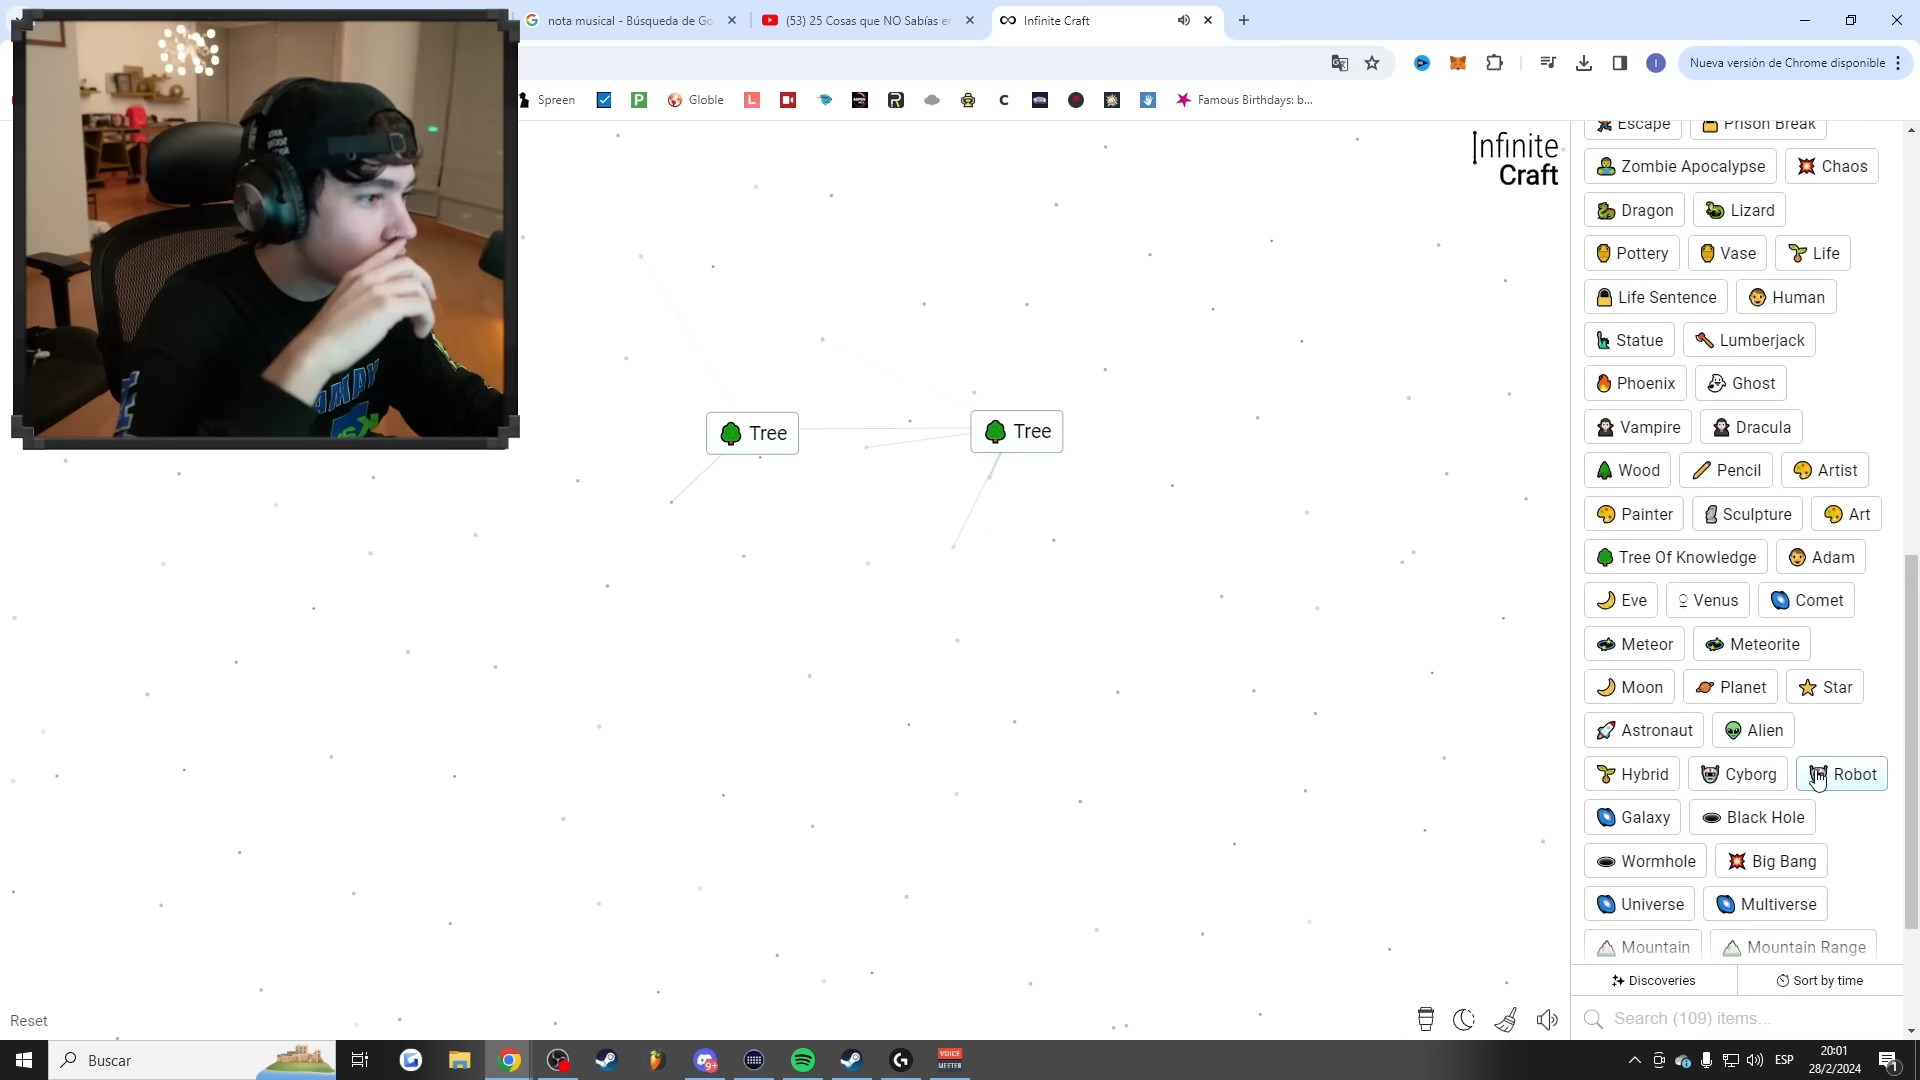 nota musical - Búsqueda de Go
(53) 25 Cosas que NO Sabías e
Infinite Craft
Nueva versión de Chrome disponible
Spreen
Globle
Famous Birthdays: b...
Infinite
Craft
Escape
Prison Break
Zombie Apocalypse
Chaos
Dragon
Lizard
Pottery
Vase
Life
Life Sentence
Human
Statue
Lumberjack
Phoenix
Ghost
Vampire
Dracula
Wood
Pencil
Artist
Painter
Sculpture
Art
Tree Of Knowledge
Adam
Eve
Venus
Comet
Meteor
Meteorite
Moon
Planet
Star
Astronaut
Alien
Hybrid
Cyborg
Robot
Galaxy
Black Hole
Wormhole
Big Bang
Universe
Multiverse
Mountain
Mountain Range
Tree
Tree
Discoveries
Sort by time
Search (109) items...
Reset
Buscar
VOICE
MEETER
ESP
20:01
28/2/2024